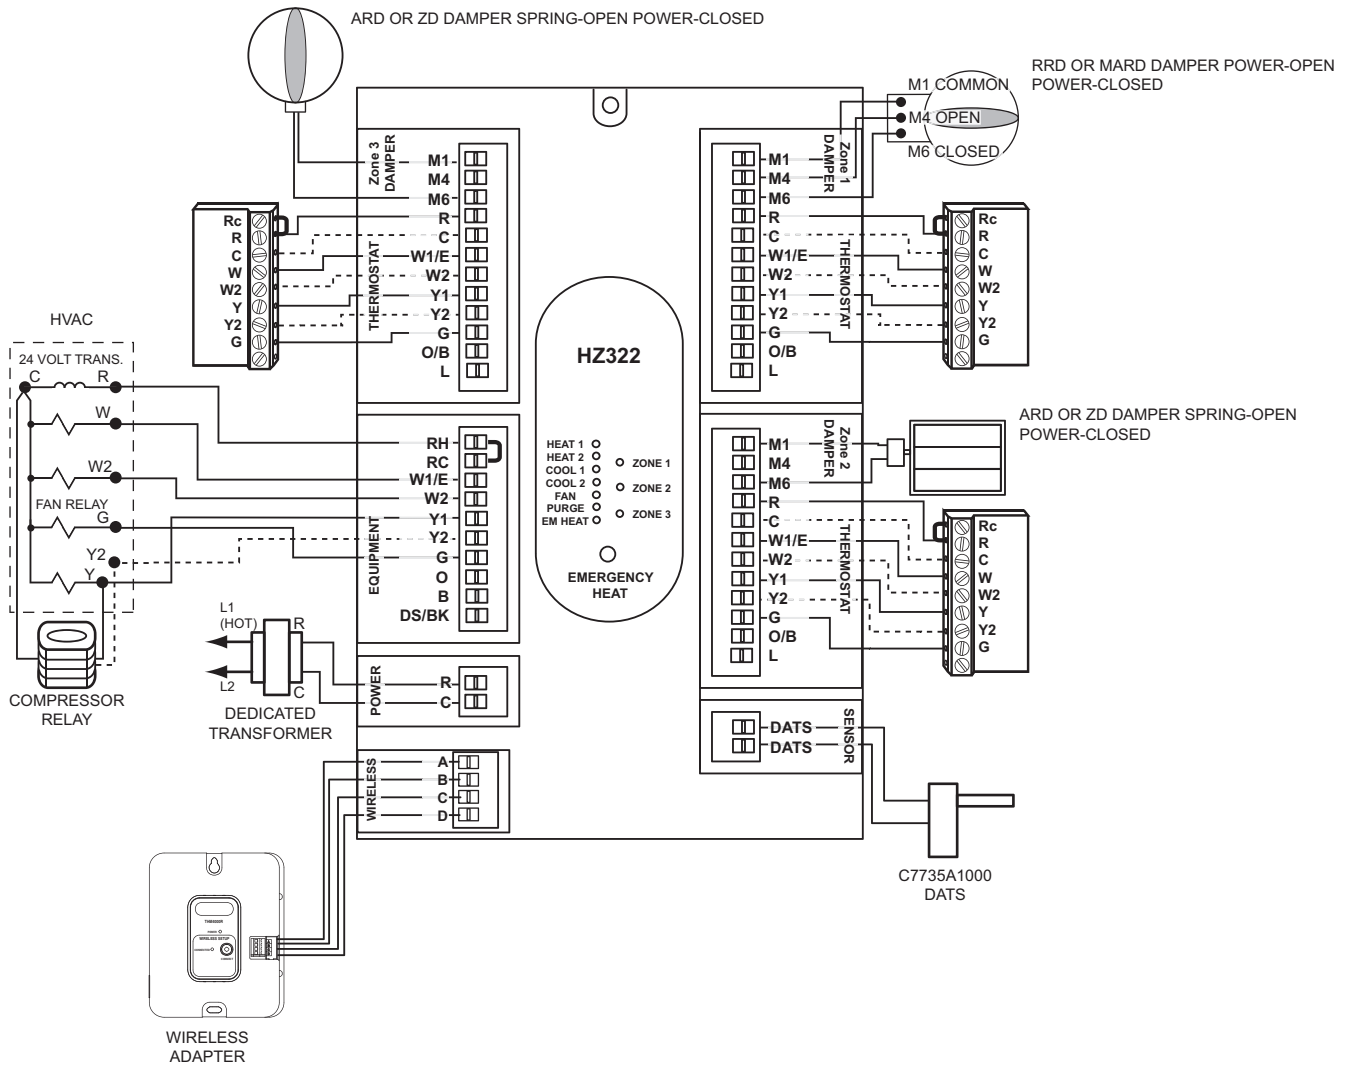 ARD OR ZD DAMPER SPRING-OPEN POWER-CLOSED
RRD OR MARD DAMPER POWER-OPEN
POWER-CLOSED
M1 COMMON
M4 OPEN
M6 CLOSED
Zone 3
DAMPER
M1
M4
M6
R
C
W1/E
W2
Y1
Y2
G
O/B
L
THERMOSTAT
Rc
R
C
W
W2
Y
Y2
G
Zone 1
DAMPER
M1
M4
M6
R
C
W1/E
W2
Y1
Y2
G
O/B
L
THERMOSTAT
Rc
R
C
W
W2
Y
Y2
G
HVAC
24 VOLT TRANS.
C
R
W
W2
FAN RELAY
G
Y2
Y
COMPRESSOR
RELAY
EQUIPMENT
RH
RC
W1/E
W2
Y1
Y2
G
O
B
DS/BK
HZ322
HEAT 1
HEAT 2
COOL 1
COOL 2
FAN
PURGE
EM HEAT
ZONE 1
ZONE 2
ZONE 3
EMERGENCY
HEAT
ARD OR ZD DAMPER SPRING-OPEN
POWER-CLOSED
Zone 2
DAMPER
M1
M4
M6
R
C
W1/E
W2
Y1
Y2
G
O/B
L
THERMOSTAT
Rc
R
C
W
W2
Y
Y2
G
L1
(HOT)
L2
R
C
DEDICATED
TRANSFORMER
POWER
R
C
WIRELESS
A
B
C
D
DATS
DATS
SENSOR
C7735A1000
DATS
WIRELESS SETUP
WIRELESS
ADAPTER